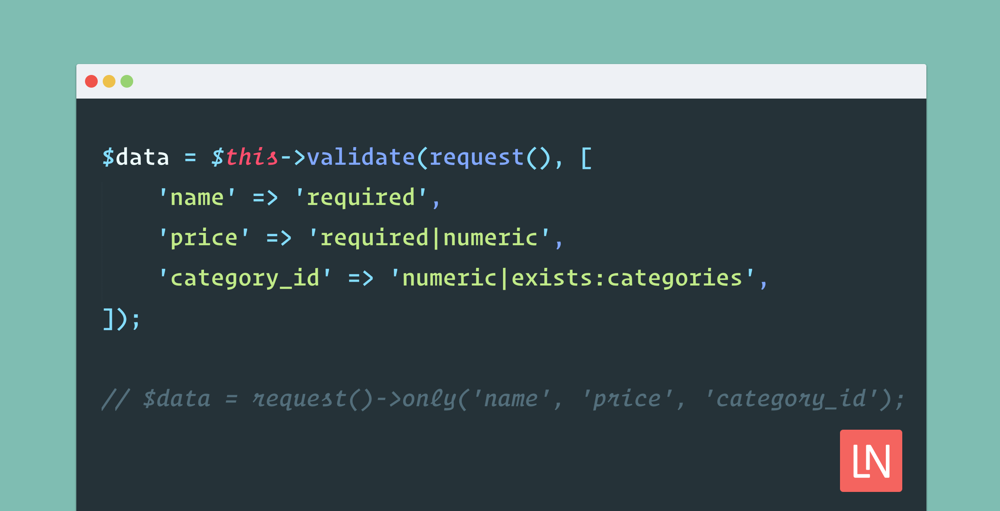 $data = $this->validate(request(), [
    'name' => 'required',
    'price' => 'required|numeric',
    'category_id' => 'numeric|exists:categories',
]);
// $data = request()->only('name', 'price', 'category_id');
LN